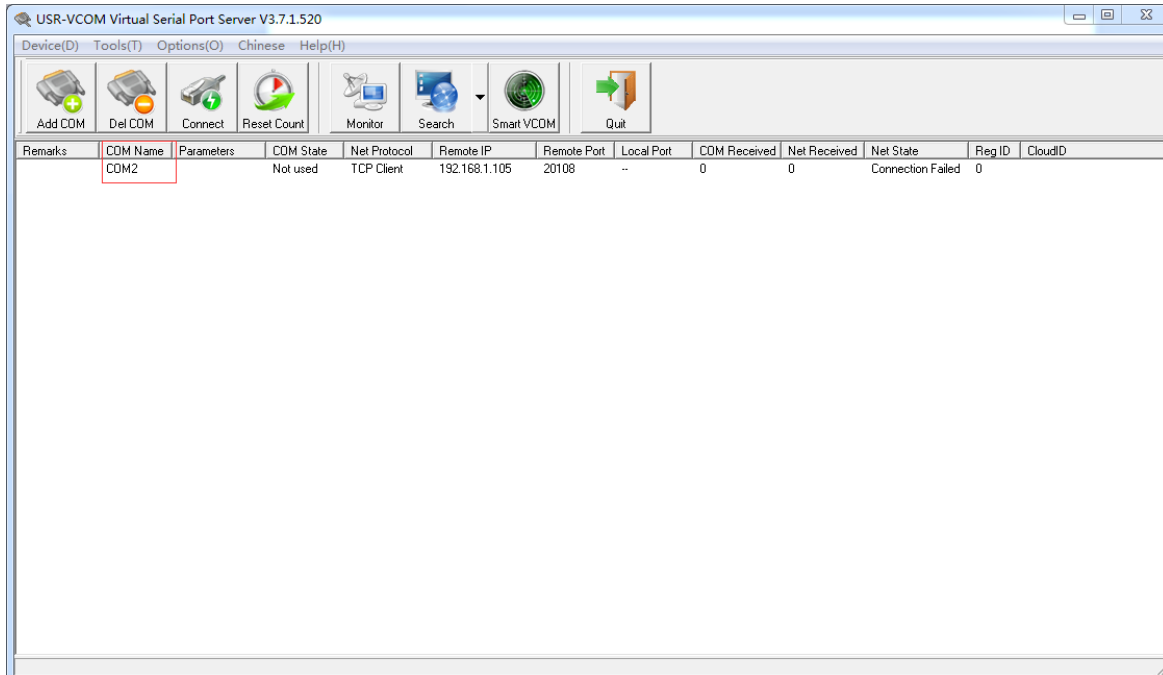 USR-VCOM Virtual Serial Port Server V3.7.1.520
Device(D) Tools(T) Options(O) Chinese Help(H)
Add COM Del COM Connect Reset Count Monitor Search Smart VCOM Quit
Remarks COM Name Parameters COM State Net Protocol Remote IP Remote Port Local Port COM Received Net Received Net State Reg ID CloudID
COM2 Not used TCP Client 192.168.1.105 20108 -- 0 0 Connection Failed 0